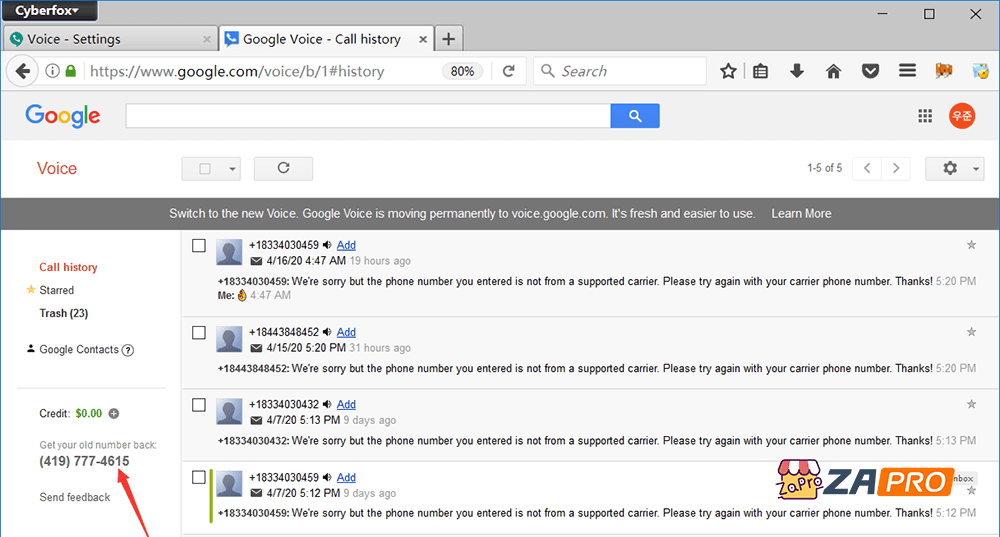 Cyberfox
Voice - Settings
Google Voice - Call history
https://www.google.com/voice/b/1#history
80%
Search
Google
우준
Voice
1-5 of 5
Switch to the new Voice. Google Voice is moving permanently to voice.google.com. It's fresh and easier to use. Learn More
Call history
Starred
Trash (23)
Google Contacts ?
Credit: $0.00
Get your old number back:
(419) 777-4615
Send feedback
+18334030459 Add
4/16/20 4:47 AM 19 hours ago
+18334030459: We're sorry but the phone number you entered is not from a supported carrier. Please try again with your carrier phone number. Thanks! 5:20 PM
Me: 👌 4:47 AM
+18443848452 Add
4/15/20 5:20 PM 31 hours ago
+18443848452: We're sorry but the phone number you entered is not from a supported carrier. Please try again with your carrier phone number. Thanks! 5:20 PM
+18334030432 Add
4/7/20 5:13 PM 9 days ago
+18334030432: We're sorry but the phone number you entered is not from a supported carrier. Please try again with your carrier phone number. Thanks! 5:13 PM
+18334030459 Add
4/7/20 5:12 PM 9 days ago
+18334030459: We're sorry but the phone number you entered is not from a supported carrier. Please try again with your carrier phone number. Thanks! 5:12 PM
ZaPro
ZAPRO